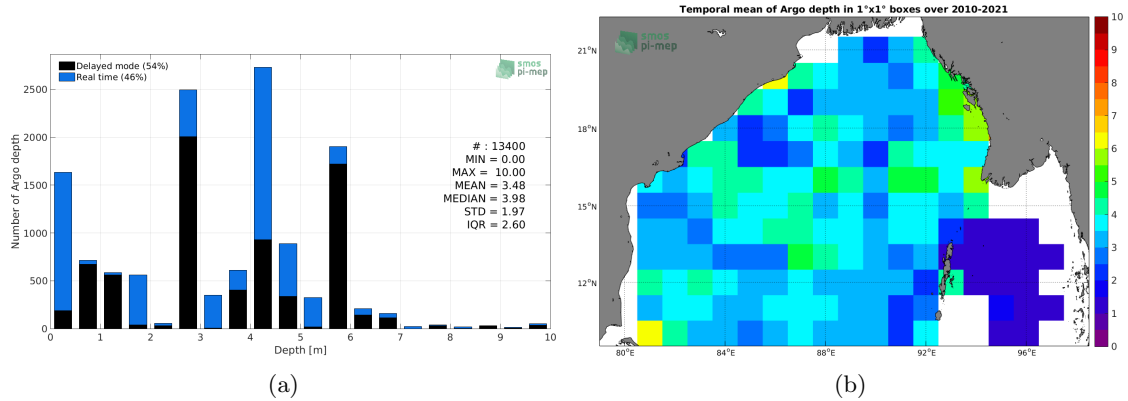 Delayed mode (54%)
Real time (46%)
smos
pi-mep
Number of Argo depth
2500
2000
1500
1000
500
0
# : 13400
MIN = 0.00
MAX = 10.00
MEAN = 3.48
MEDIAN = 3.98
STD = 1.97
IQR = 2.60
0 1 2 3 4 5 6 7 8 9 10
Depth [m]
(a)
Temporal mean of Argo depth in 1°x1° boxes over 2010-2021
smos
pi-mep
21°N
18°N
15°N
12°N
80°E 84°E 88°E 92°E 96°E
10
9
8
7
6
5
4
3
2
1
0
(b)